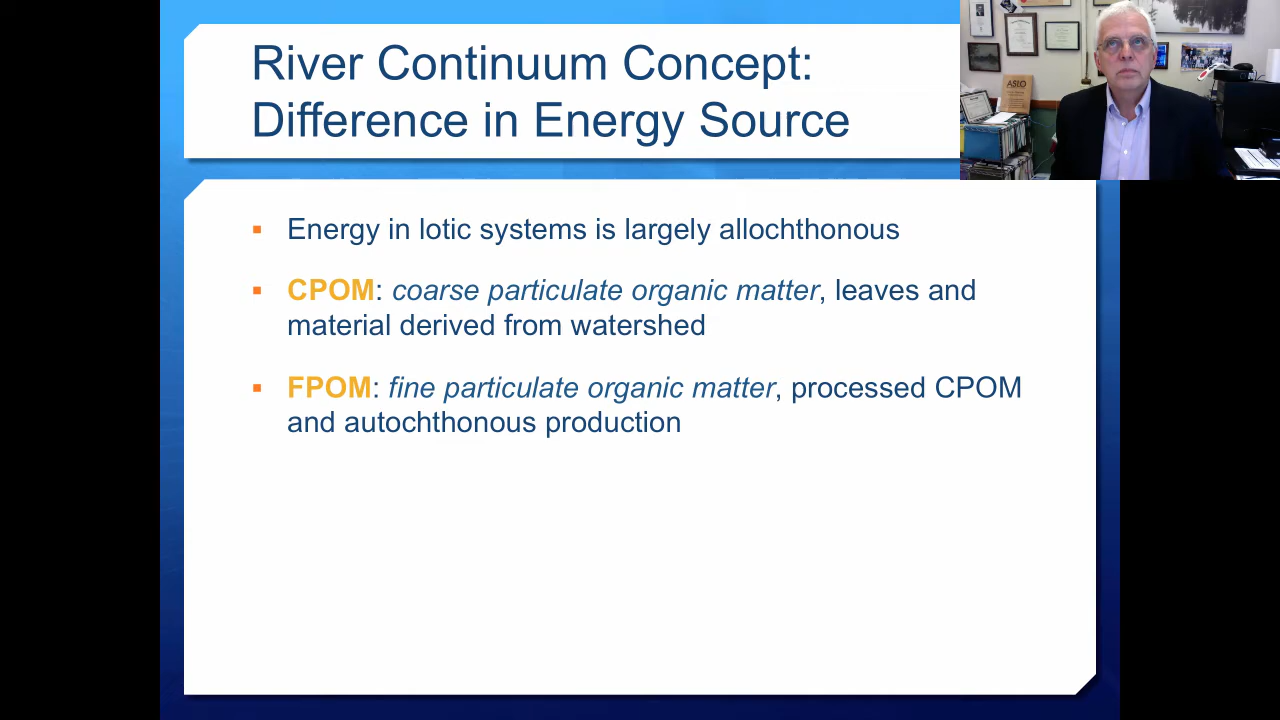 River Continuum Concept:
Difference in Energy Source
ASLO
▪ Energy in lotic systems is largely allochthonous
▪ CPOM: coarse particulate organic matter, leaves and
material derived from watershed
▪ FPOM: fine particulate organic matter, processed CPOM
and autochthonous production